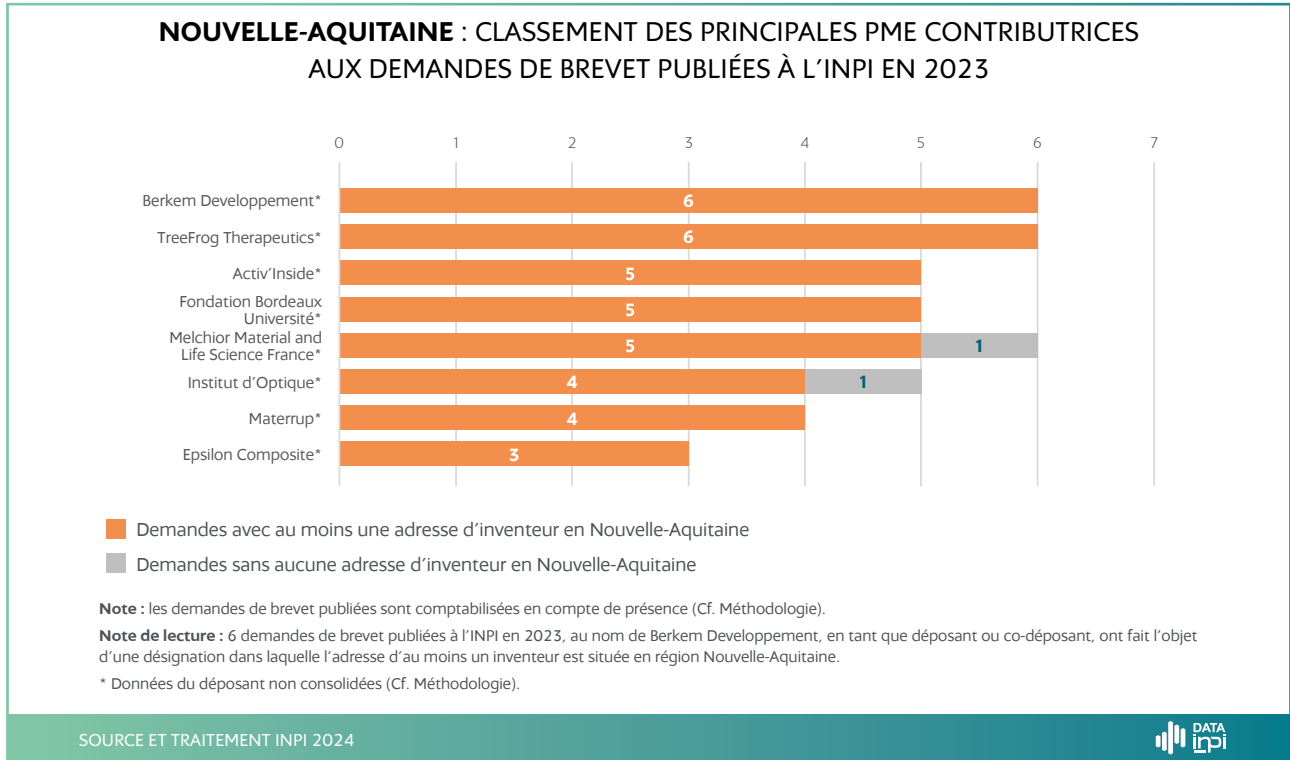 NOUVELLE-AQUITAINE : CLASSEMENT DES PRINCIPALES PME CONTRIBUTRICES
AUX DEMANDES DE BREVET PUBLIÉES À L’INPI EN 2023
0 1 2 3 4 5 6 7
Berkem Developpement* 6
TreeFrog Therapeutics* 6
Activ’Inside* 5
Fondation Bordeaux
Université* 5
Melchior Material and
Life Science France* 5 1
Institut d’Optique* 4 1
Materrup* 4
Epsilon Composite* 3
Demandes avec au moins une adresse d’inventeur en Nouvelle-Aquitaine
Demandes sans aucune adresse d’inventeur en Nouvelle-Aquitaine
Note : les demandes de brevet publiées sont comptabilisées en compte de présence (Cf. Méthodologie).
Note de lecture : 6 demandes de brevet publiées à l’INPI en 2023, au nom de Berkem Developpement, en tant que déposant ou co-déposant, ont fait l’objet
d’une désignation dans laquelle l’adresse d’au moins un inventeur est située en région Nouvelle-Aquitaine.
* Données du déposant non consolidées (Cf. Méthodologie).
SOURCE ET TRAITEMENT INPI 2024
DATA
inpi